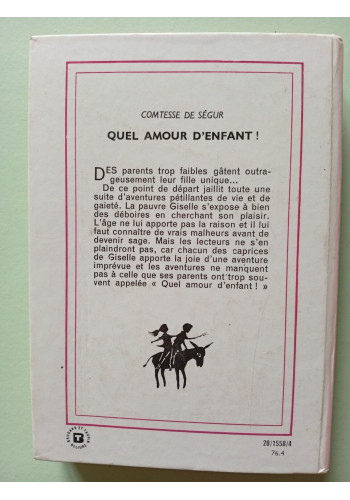 COMTESSE DE SÉGUR
QUEL AMOUR D'ENFANT !
DES parents trop faibles gâtent outra-
geusement leur fille unique...
De ce point de départ jaillit toute une
suite d'aventures pétillantes de vie et de
gaieté. La pauvre Giselle s'expose à bien
des déboires en cherchant son plaisir.
L'âge ne lui apporte pas la raison et il lui
faut connaître de vrais malheurs avant de
devenir sage. Mais les lecteurs ne s'en
plaindront pas, car chacun des caprices
de Giselle apporte la joie d'une aventure
imprévue et les aventures ne manquent
pas à celle que ses parents ont trop sou-
vent appelée « Quel amour d'enfant ! »
BRODARD ET TAUPIN
RELIURE
20/1558/4
76.4